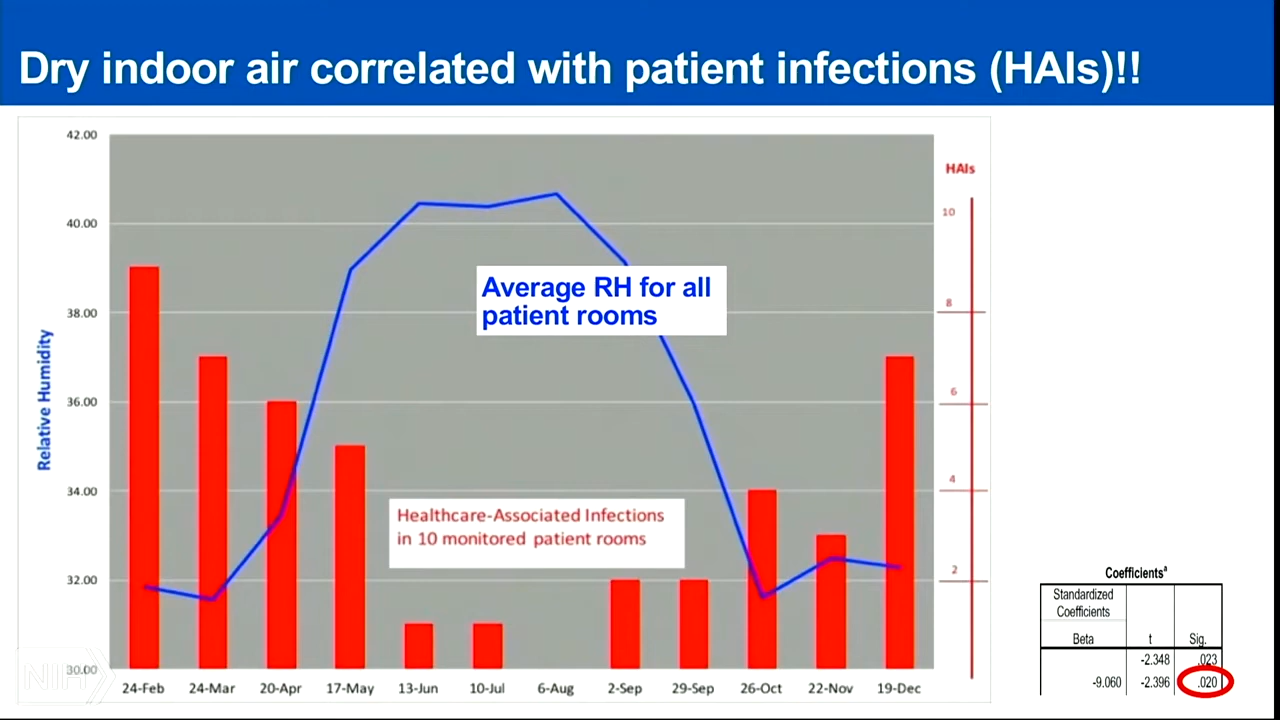 Dry indoor air correlated with patient infections (HAIs)!!
42.00
40.00
38.00
36.00
34.00
32.00
30.00
Relative Humidity
Average RH for all
patient rooms
Healthcare-Associated Infections
in 10 monitored patient rooms
HAIs
10
8
6
4
2
24-Feb 24-Mar 20-Apr 17-May 13-Jun 10-Jul 6-Aug 2-Sep 29-Sep 26-Oct 22-Nov 19-Dec
NIH
Coefficientsa
Standardized
Coefficients
Beta t Sig.
-2.348 .023
-9.060 -2.396 .020